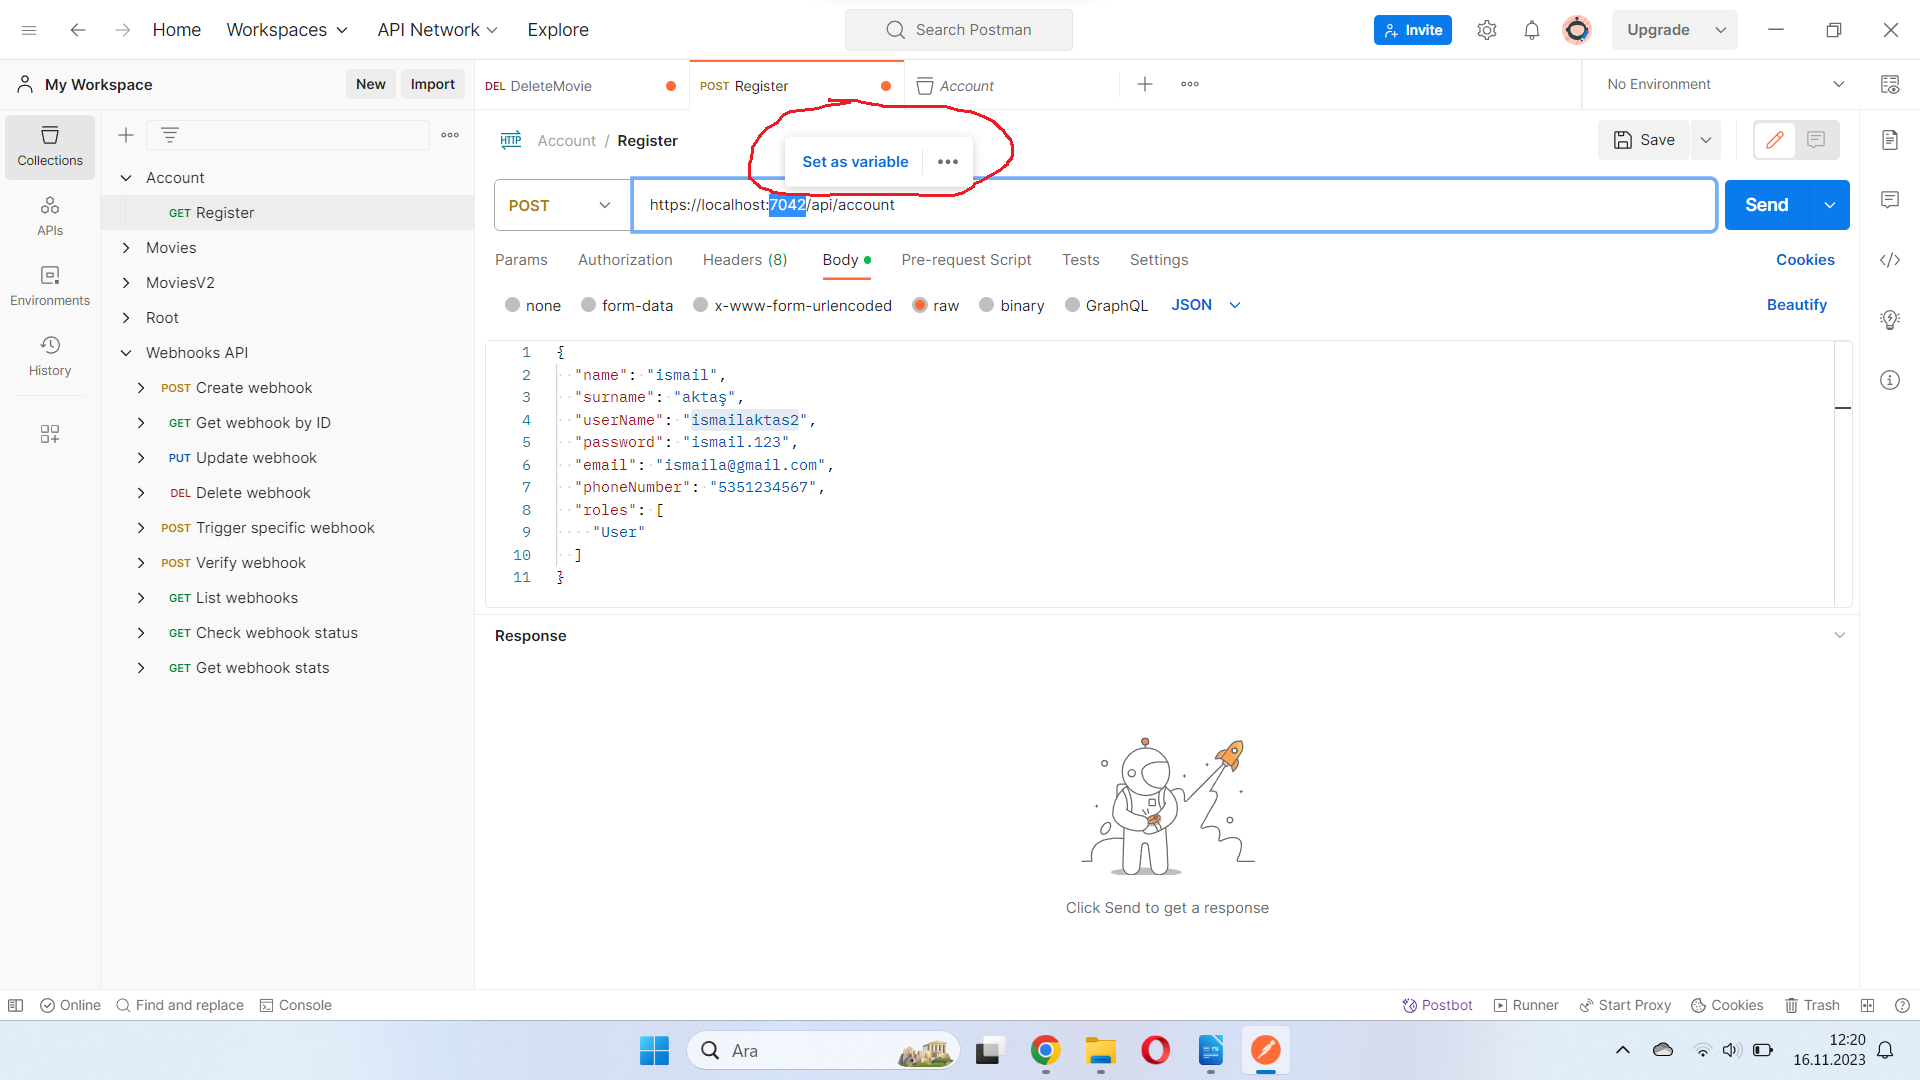 Home Workspaces API Network Explore Search Postman Invite Upgrade
My Workspace New Import DEL DeleteMovie POST Register Account No Environment
Collections
APIs
Environments
History
Account
GET Register
Movies
MoviesV2
Root
Webhooks API
POST Create webhook
GET Get webhook by ID
PUT Update webhook
DEL Delete webhook
POST Trigger specific webhook
POST Verify webhook
GET List webhooks
GET Check webhook status
GET Get webhook stats
HTTP Account / Register Save
Set as variable
POST https://localhost:7042/api/account Send
Params Authorization Headers (8) Body Pre-request Script Tests Settings Cookies
none form-data x-www-form-urlencoded raw binary GraphQL JSON Beautify
1 {
2 "name": "ismail",
3 "surname": "aktaş",
4 "userName": "ismailaktas2",
5 "password": "ismail.123",
6 "email": "ismaila@gmail.com",
7 "phoneNumber": "5351234567",
8 "roles": [
9 "User"
10 ]
11 }
Response
Click Send to get a response
Online Find and replace Console Postbot Runner Start Proxy Cookies Trash
Ara
12:20
16.11.2023